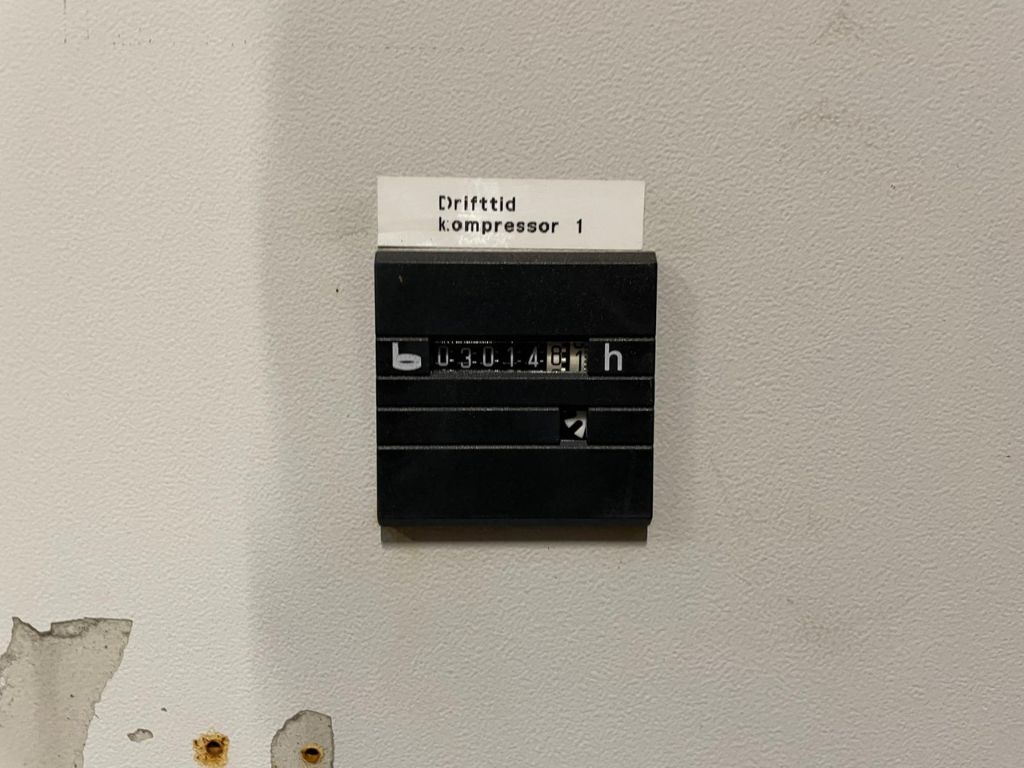 Drifttid
kompressor 1
0301481 h